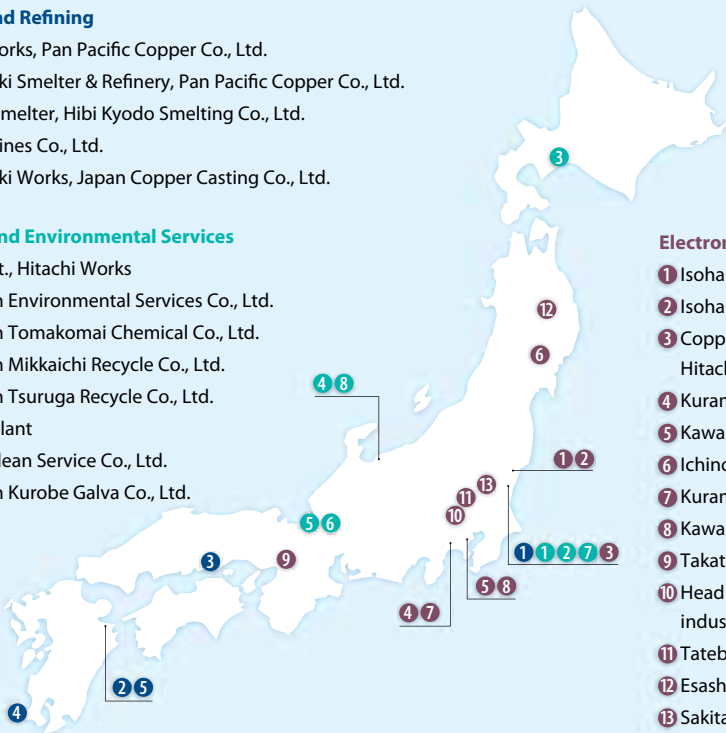 nd Refining
orks, Pan Pacific Copper Co., Ltd.
ki Smelter & Refinery, Pan Pacific Copper Co., Ltd.
melter, Hibi Kyodo Smelting Co., Ltd.
ines Co., Ltd.
ki Works, Japan Copper Casting Co., Ltd.
nd Environmental Services
t., Hitachi Works
n Environmental Services Co., Ltd.
n Tomakomai Chemical Co., Ltd.
n Mikkaichi Recycle Co., Ltd.
n Tsuruga Recycle Co., Ltd.
lant
lean Service Co., Ltd.
n Kurobe Galva Co., Ltd.
3
12
6
4 8
1 2
13
11
10
5 6
3
9
1 1 2 7 3
5 8
4 7
2 5
4
Electron
1 Isoha
2 Isoha
3 Copp
Hitach
4 Kuram
5 Kawa
6 Ichino
7 Kuram
8 Kawa
9 Takat
10 Head
indus
11 Tateb
12 Esash
13 Sakita